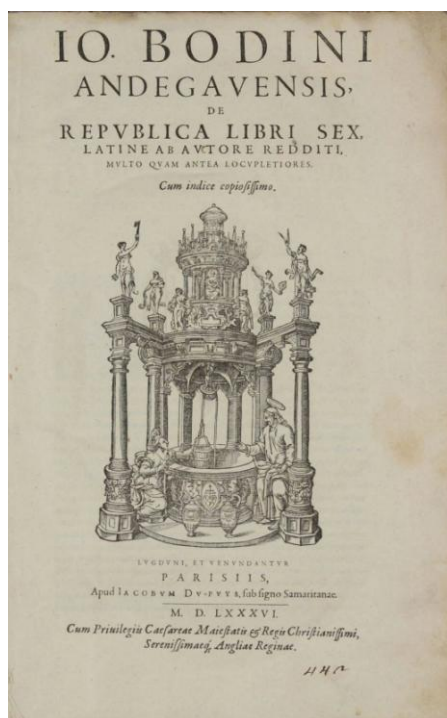 IO. BODINI
ANDEGAVENSIS,
DE
REPVBLICA LIBRI SEX,
LATINE AB AVTORE REDDITI,
MVLTO QVAM ANTEA LOCVPLETIORES.
Cum indice copiosissimo.
LVGDVNI, ET VENVNDANTVR
PARISIIS,
Apud IACOBVM DV-PVYS, sub signo Samaritanae.
M. D. LXXXVI.
Cum Priuilegiis Caesareae Maiestatis & Regis Christianissimi,
Serenissimaeq́, Angliae Reginae.